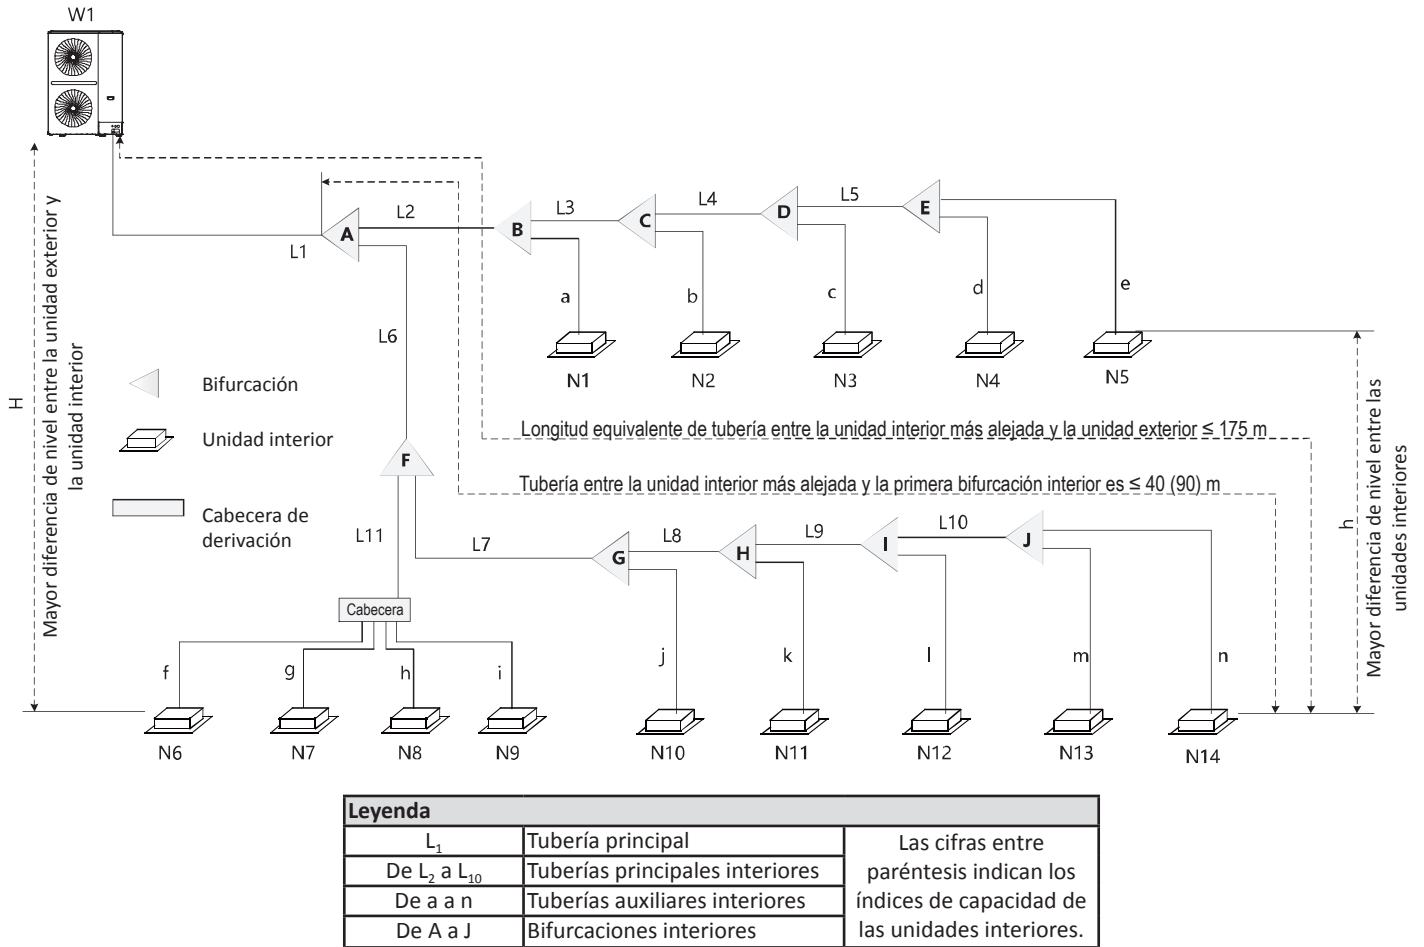 W1
H
Mayor diferencia de nivel entre la unidad exterior y
la unidad interior
L1
A
L2
B
L3
C
L4
D
L5
E
a
b
c
d
e
N1
N2
N3
N4
N5
L6
Bifurcación
Unidad interior
Cabecera de
derivación
Longitud equivalente de tubería entre la unidad interior más alejada y la unidad exterior ≤ 175 m
Tubería entre la unidad interior más alejada y la primera bifurcación interior es ≤ 40 (90) m
h
Mayor diferencia de nivel entre las
unidades interiores
F
L11
L7
G
L8
H
L9
I
L10
J
Cabecera
f
g
h
i
j
k
l
m
n
N6
N7
N8
N9
N10
N11
N12
N13
N14
Leyenda
L₁ Tubería principal
De L₂ a L₁₀ Tuberías principales interiores
De a a n Tuberías auxiliares interiores
De A a J Bifurcaciones interiores
Las cifras entre
paréntesis indican los
índices de capacidad de
las unidades interiores.